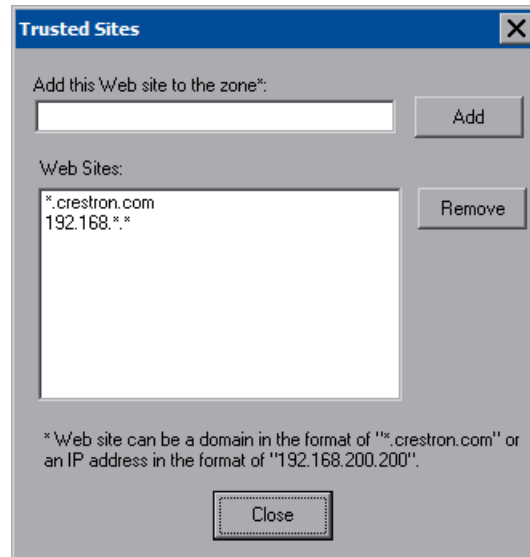 Trusted Sites
Add this Web site to the zone*:
Add
Web Sites:
*.crestron.com
192.168.*.*
Remove
* Web site can be a domain in the format of "*.crestron.com" or
an IP address in the format of "192.168.200.200".
Close